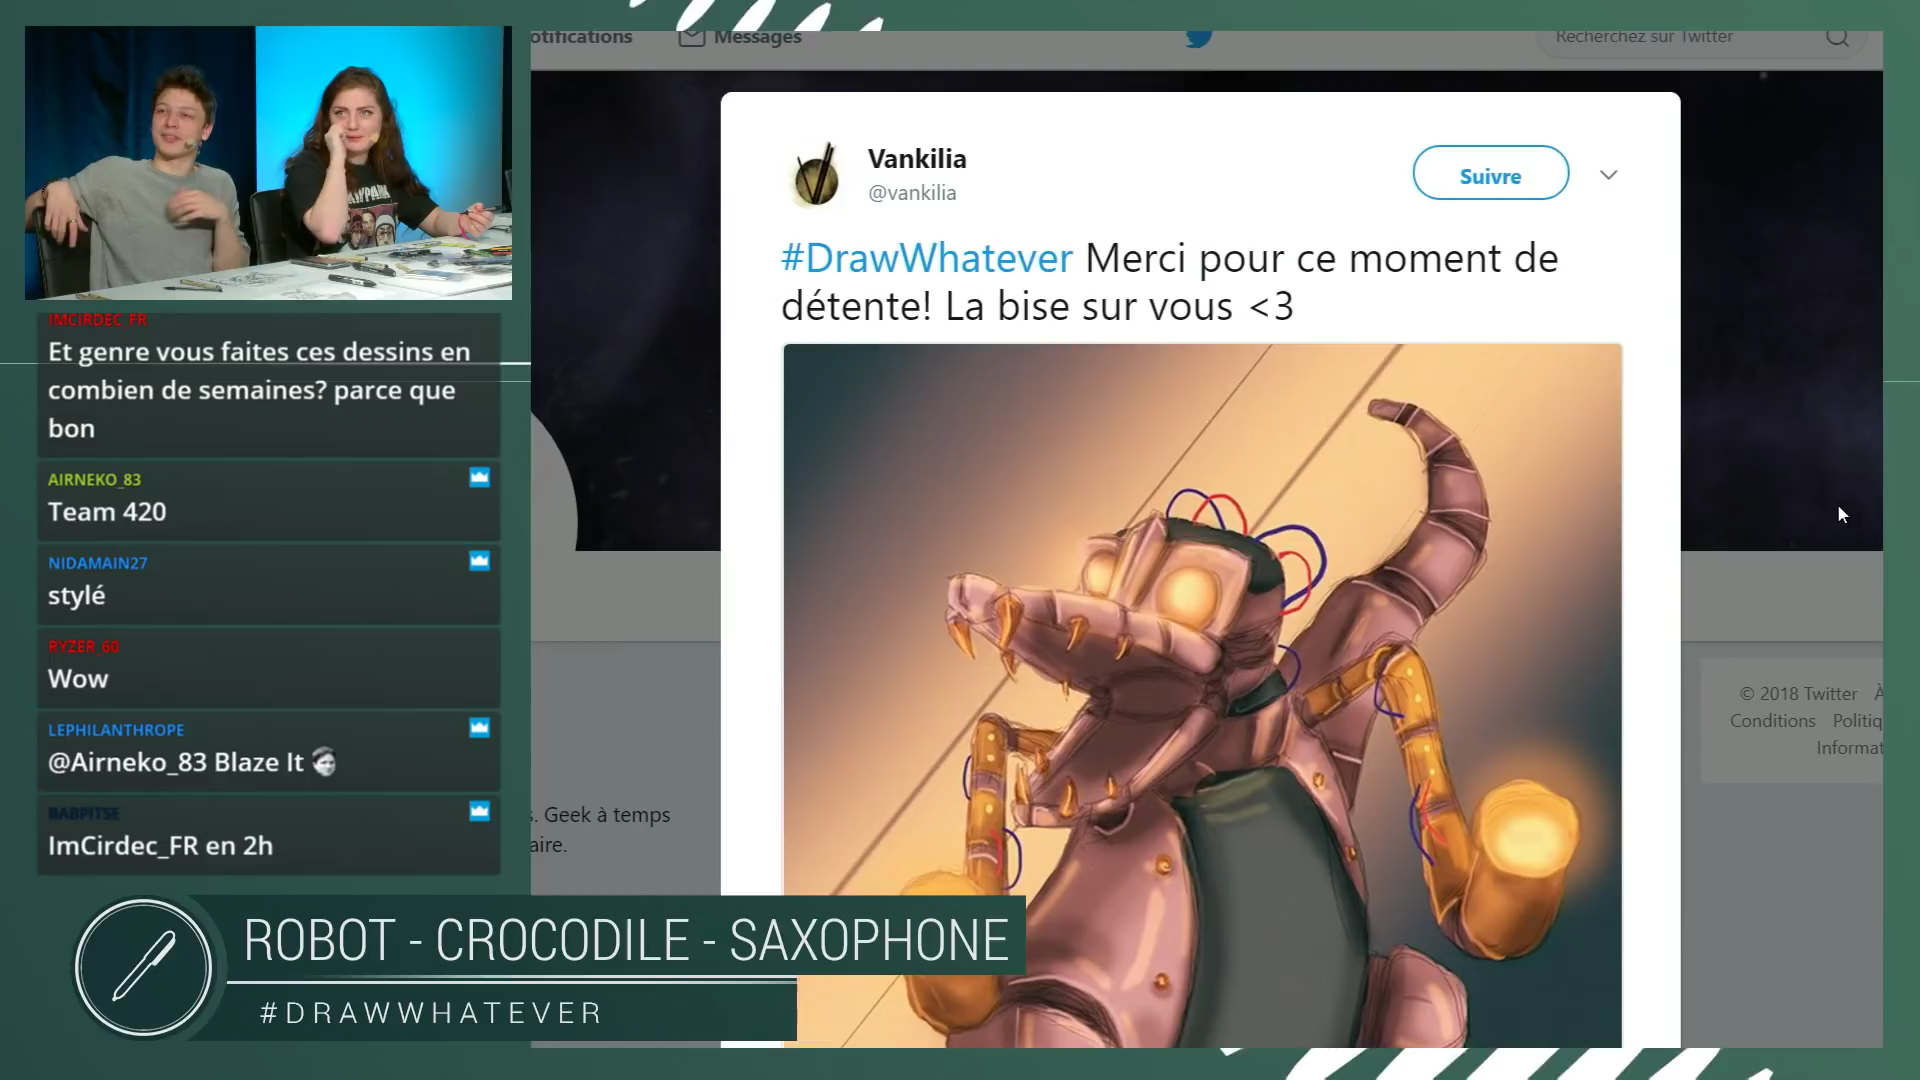 otifications
Messages
Recherchez sur Twitter
Vankilia
@vankilia
Suivre
#DrawWhatever Merci pour ce moment de
détente! La bise sur vous <3
IMCIRDEC_FR
Et genre vous faites ces dessins en
combien de semaines? parce que
bon
AIRNEKO_83
Team 420
NIDAMAIN27
stylé
RYZER_60
Wow
LEPHILANTHROPE
@Airneko_83 Blaze It
BABPITSE
ImCirdec_FR en 2h
s. Geek à temps
aire.
© 2018 Twitter À
Conditions Politiq
Informat
ROBOT - CROCODILE - SAXOPHONE
#DRAWWHATEVER